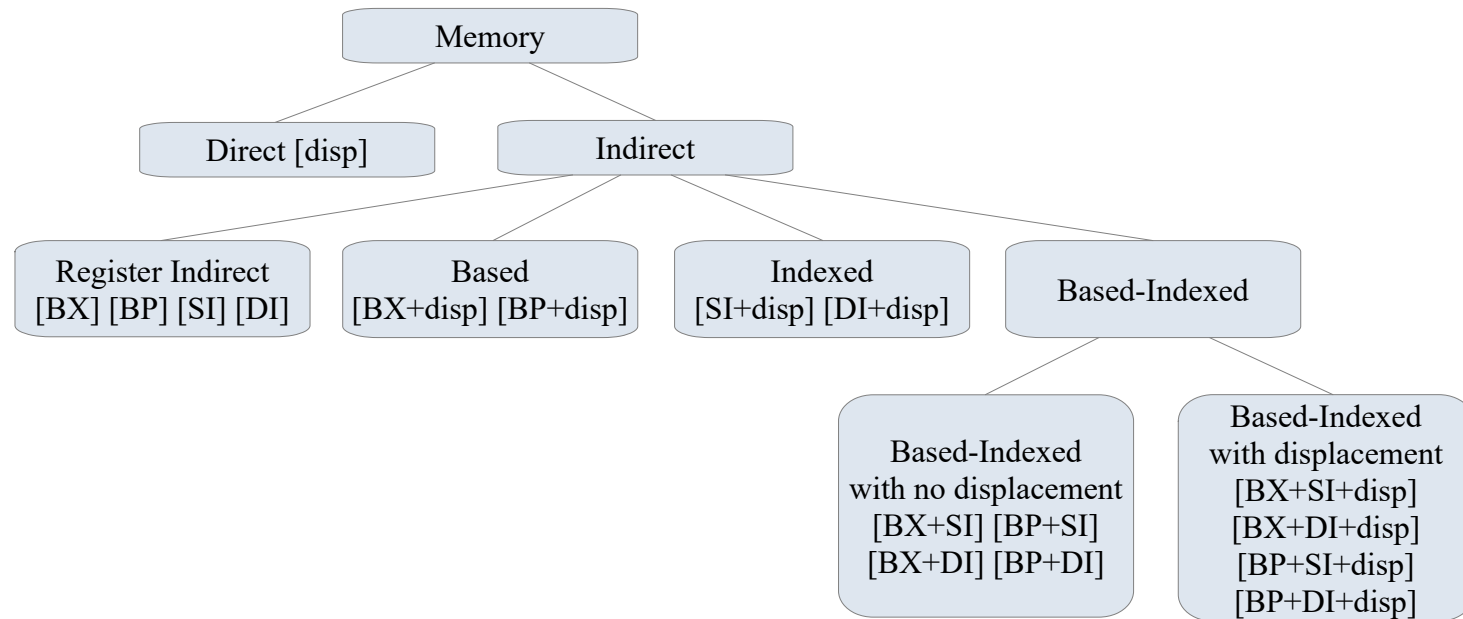 Memory
Direct [disp]
Indirect
Register Indirect
[BX] [BP] [SI] [DI]
Based
[BX+disp] [BP+disp]
Indexed
[SI+disp] [DI+disp]
Based-Indexed
Based-Indexed
with no displacement
[BX+SI] [BP+SI]
[BX+DI] [BP+DI]
Based-Indexed
with displacement
[BX+SI+disp]
[BX+DI+disp]
[BP+SI+disp]
[BP+DI+disp]